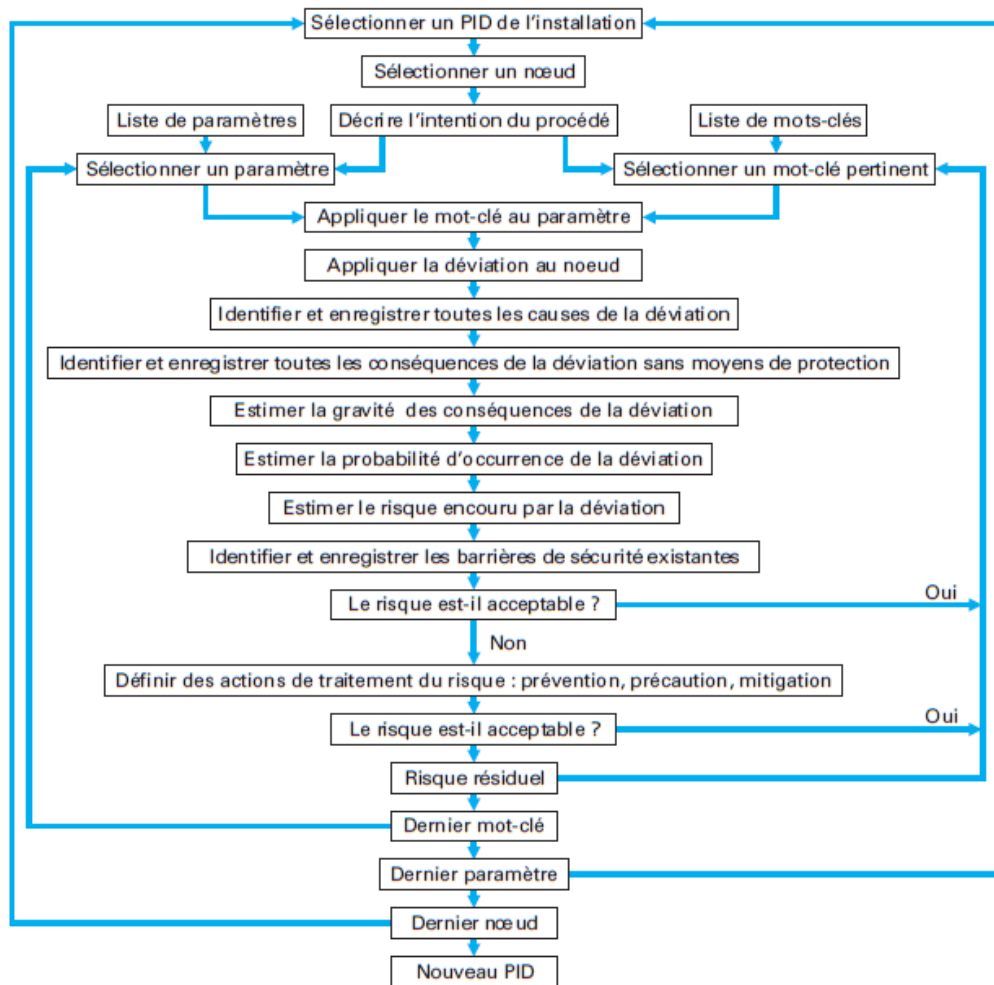 Sélectionner un PID de l'installation
Sélectionner un nœud
Liste de paramètres
Décrire l'intention du procédé
Liste de mots-clés
Sélectionner un paramètre
Sélectionner un mot-clé pertinent
Appliquer le mot-clé au paramètre
Appliquer la déviation au noeud
Identifier et enregistrer toutes les causes de la déviation
Identifier et enregistrer toutes les conséquences de la déviation sans moyens de protection
Estimer la gravité des conséquences de la déviation
Estimer la probabilité d'occurrence de la déviation
Estimer le risque encouru par la déviation
Identifier et enregistrer les barrières de sécurité existantes
Le risque est-il acceptable ?
Oui
Non
Définir des actions de traitement du risque : prévention, précaution, mitigation
Le risque est-il acceptable ?
Oui
Risque résiduel
Dernier mot-clé
Dernier paramètre
Dernier nœud
Nouveau PID